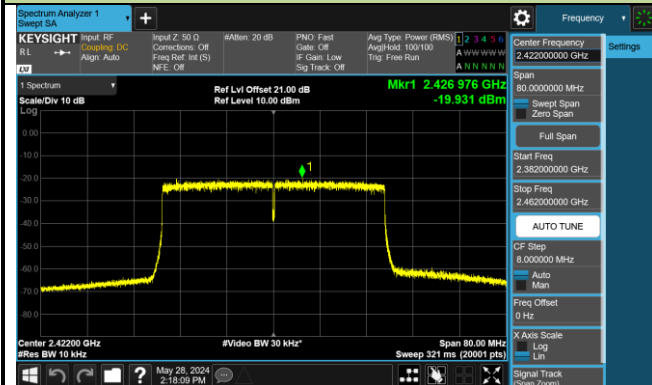 Spectrum Analyzer 1
Swept SA
+
Frequency
KEYSIGHT Input: RF Input Z: 50 Ω #Atten: 20 dB PNO: Fast Avg Type: Power (RMS) 1 2 3 4 5 6
RL Coupling: DC Corrections: Off Gate: Off Avg|Hold: 100/100 A W W W W W
Align: Auto Freq Ref: Int (S) IF Gain: Low Trig: Free Run
NFE: Off Sig Track: Off A N N N N N
LXI
1 Spectrum Ref Lvl Offset 21.00 dB Mkr1 2.426 976 GHz
Scale/Div 10 dB Ref Level 10.00 dBm -19.931 dBm
Log
0.00
-10.0
-20.0
-30.0
-40.0
-50.0
-60.0
-70.0
-80.0
1
Center 2.42200 GHz #Video BW 30 kHz* Span 80.00 MHz
#Res BW 10 kHz Sweep 321 ms (20001 pts)
? May 28, 2024
2:18:09 PM
Center Frequency
2.422000000 GHz
Settings
Span
80.0000000 MHz
Swept Span
Zero Span
Full Span
Start Freq
2.382000000 GHz
Stop Freq
2.462000000 GHz
AUTO TUNE
CF Step
8.000000 MHz
Auto
Man
Freq Offset
0 Hz
X Axis Scale
Log
Lin
Signal Track
(Span Zoom)